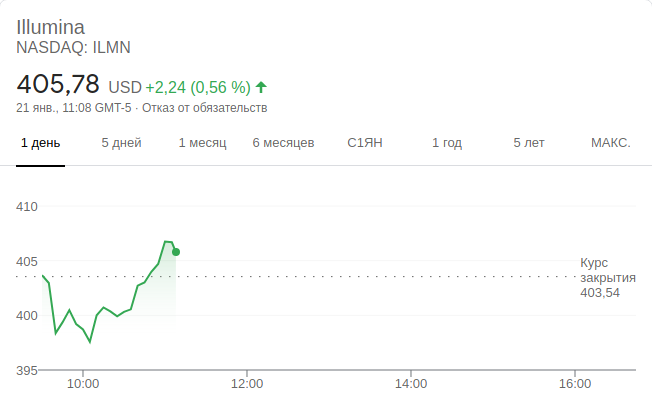 Illumina
NASDAQ: ILMN
405,78 USD +2,24 (0,56 %)
21 янв., 11:08 GMT-5 · Отказ от обязательств
1 день 5 дней 1 месяц 6 месяцев С1ЯН 1 год 5 лет МАКС.
410
405
400
395
Курс
закрытия
403,54
10:00 12:00 14:00 16:00